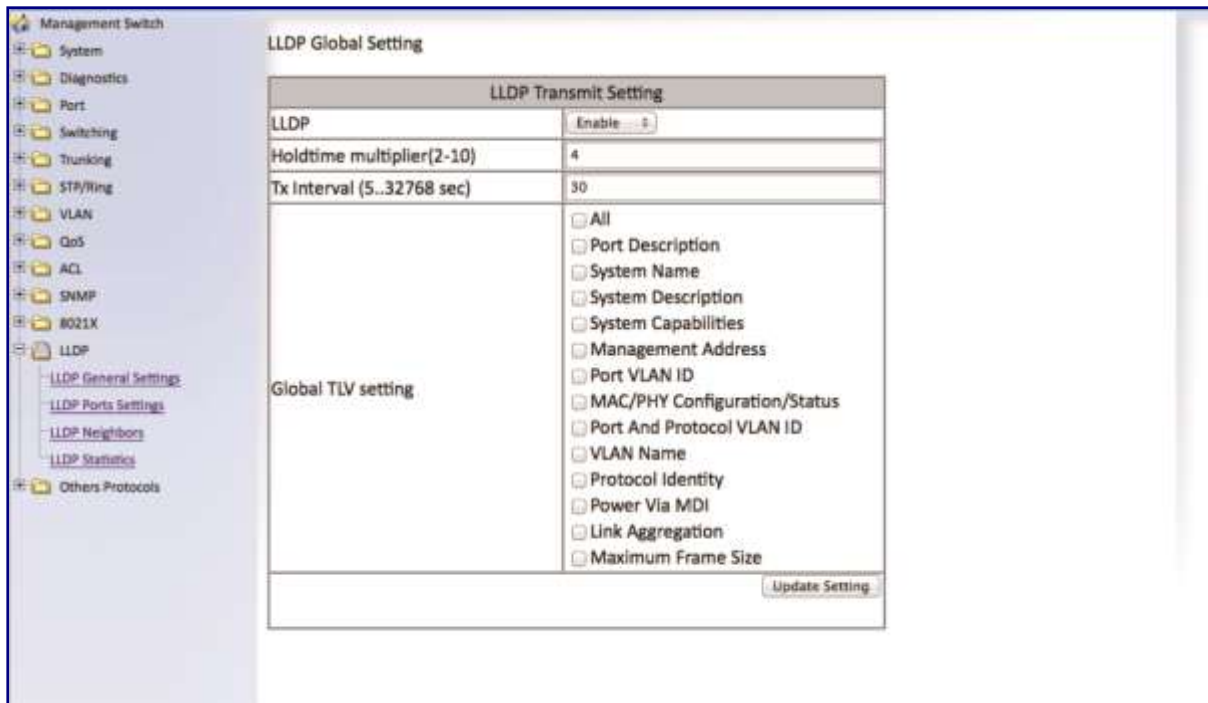 Management Switch
System
Diagnostics
Port
Switching
Trunking
STP/Ring
VLAN
QoS
ACL
SNMP
8021X
LLDP
LLDP General Settings
LLDP Ports Settings
LLDP Neighbors
LLDP Statistics
Others Protocols
LLDP Global Setting
LLDP Transmit Setting
LLDP
Enable
Holdtime multiplier(2-10)
4
Tx Interval (5..32768 sec)
30
Global TLV setting
All
Port Description
System Name
System Description
System Capabilities
Management Address
Port VLAN ID
MAC/PHY Configuration/Status
Port And Protocol VLAN ID
VLAN Name
Protocol Identity
Power Via MDI
Link Aggregation
Maximum Frame Size
Update Setting